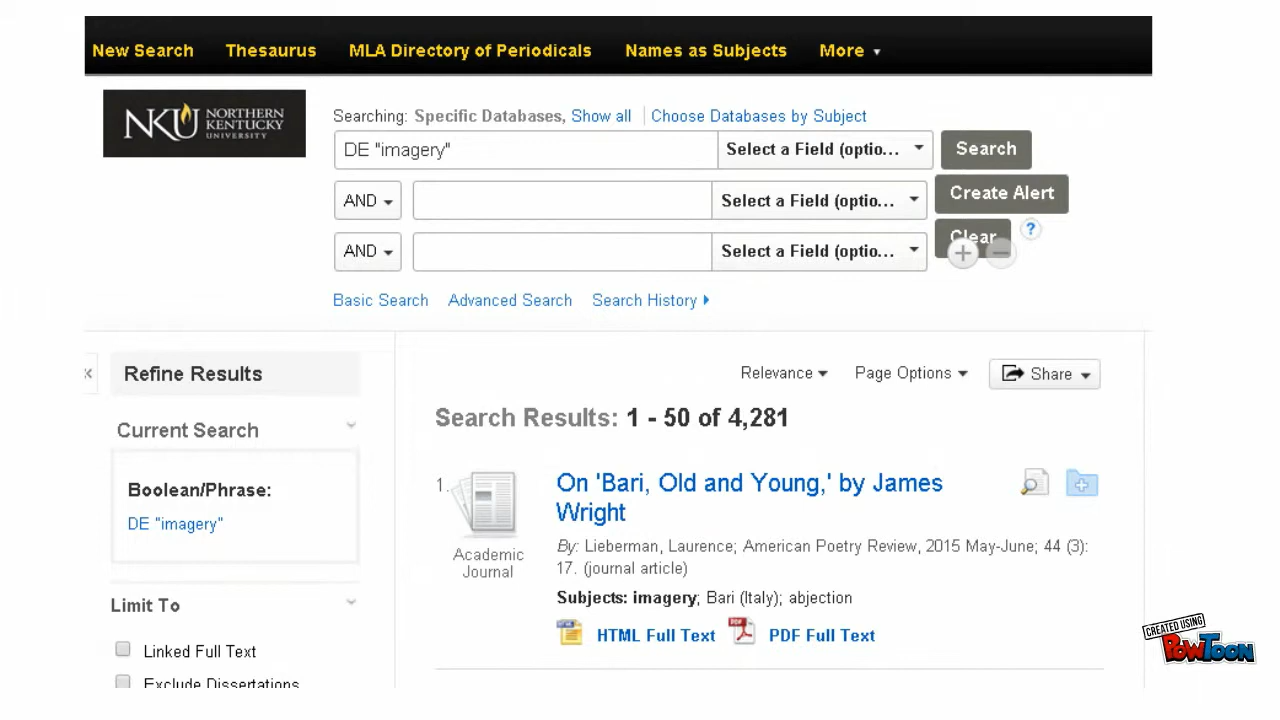 New Search Thesaurus MLA Directory of Periodicals Names as Subjects More
NKU NORTHERN KENTUCKY UNIVERSITY
Searching: Specific Databases, Show all Choose Databases by Subject
DE "imagery" Select a Field (optio... Search
Create Alert
AND Select a Field (optio...
Clear ?
AND Select a Field (optio...
Basic Search Advanced Search Search History
Refine Results
Current Search
Boolean/Phrase:
DE "imagery"
Limit To
Linked Full Text
Exclude Dissertations
Relevance Page Options Share
Search Results: 1 - 50 of 4,281
1.
Academic
Journal
On 'Bari, Old and Young,' by James
Wright
By: Lieberman, Laurence; American Poetry Review, 2015 May-June; 44 (3):
17. (journal article)
Subjects: imagery; Bari (Italy); abjection
HTML Full Text PDF PDF Full Text
CREATED USING
POWTOON